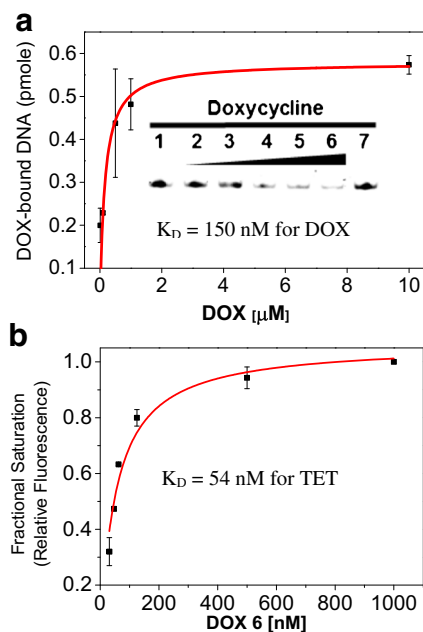 a
0.6
0.5
0.4
0.3
0.2
0.1
DOX-bound DNA (pmole)
Doxycycline
1 2 3 4 5 6 7
K_D = 150 nM for DOX
0 2 4 6 8 10
DOX [μM]
b
1.0
0.8
0.6
0.4
0.2
Fractional Saturation
(Relative Fluorescence)
K_D = 54 nM for TET
0 200 400 600 800 1000
DOX 6 [nM]